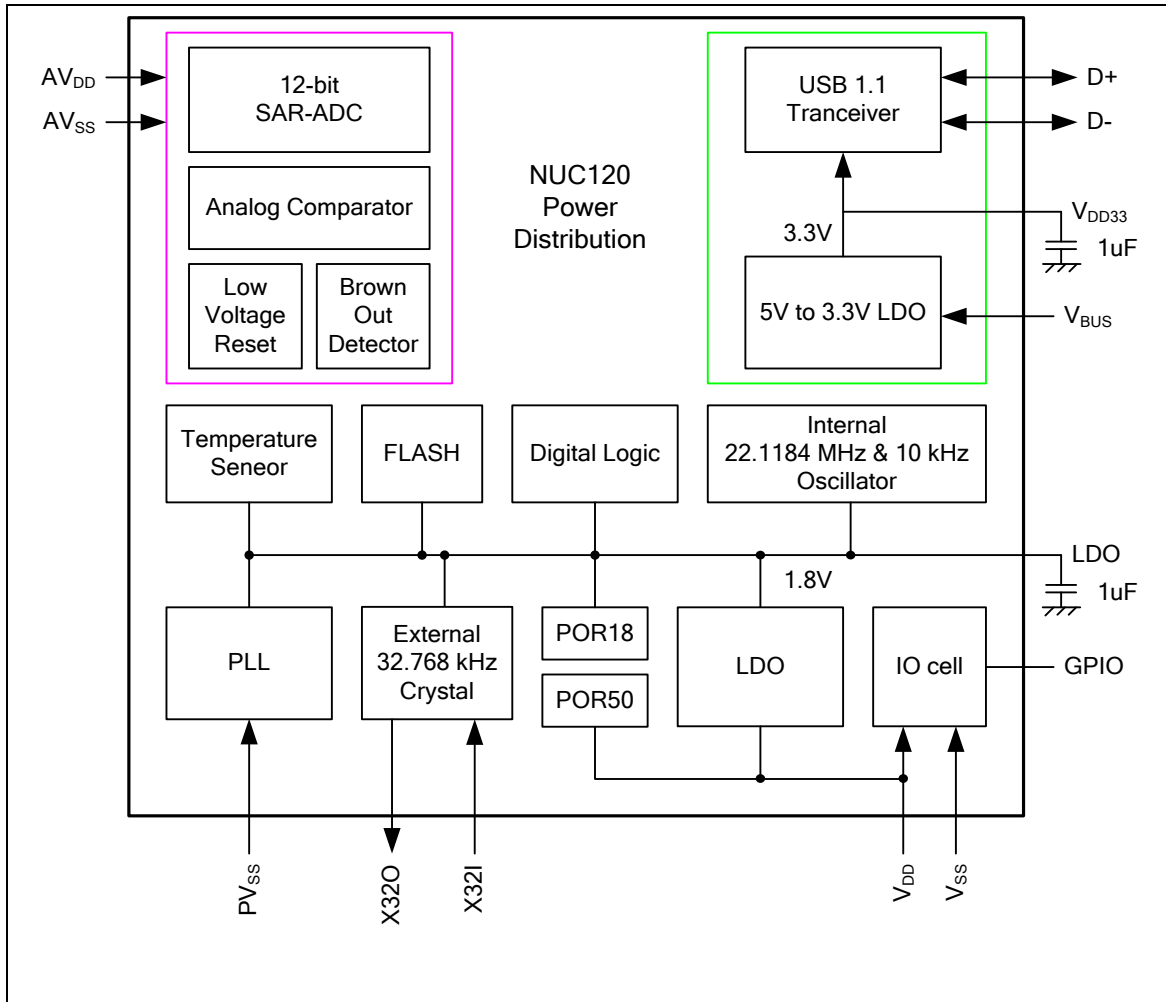 AVDD
AVSS
12-bit
SAR-ADC
Analog Comparator
Low
Voltage
Reset
Brown
Out
Detector
NUC120
Power
Distribution
USB 1.1
Tranceiver
D+
D-
3.3V
VDD33
1uF
5V to 3.3V LDO
VBUS
Temperature
Seneor
FLASH
Digital Logic
Internal
22.1184 MHz & 10 kHz
Oscillator
1.8V
LDO
1uF
PLL
External
32.768 kHz
Crystal
POR18
POR50
LDO
IO cell
GPIO
PVSS
X32O
X32I
VDD
VSS